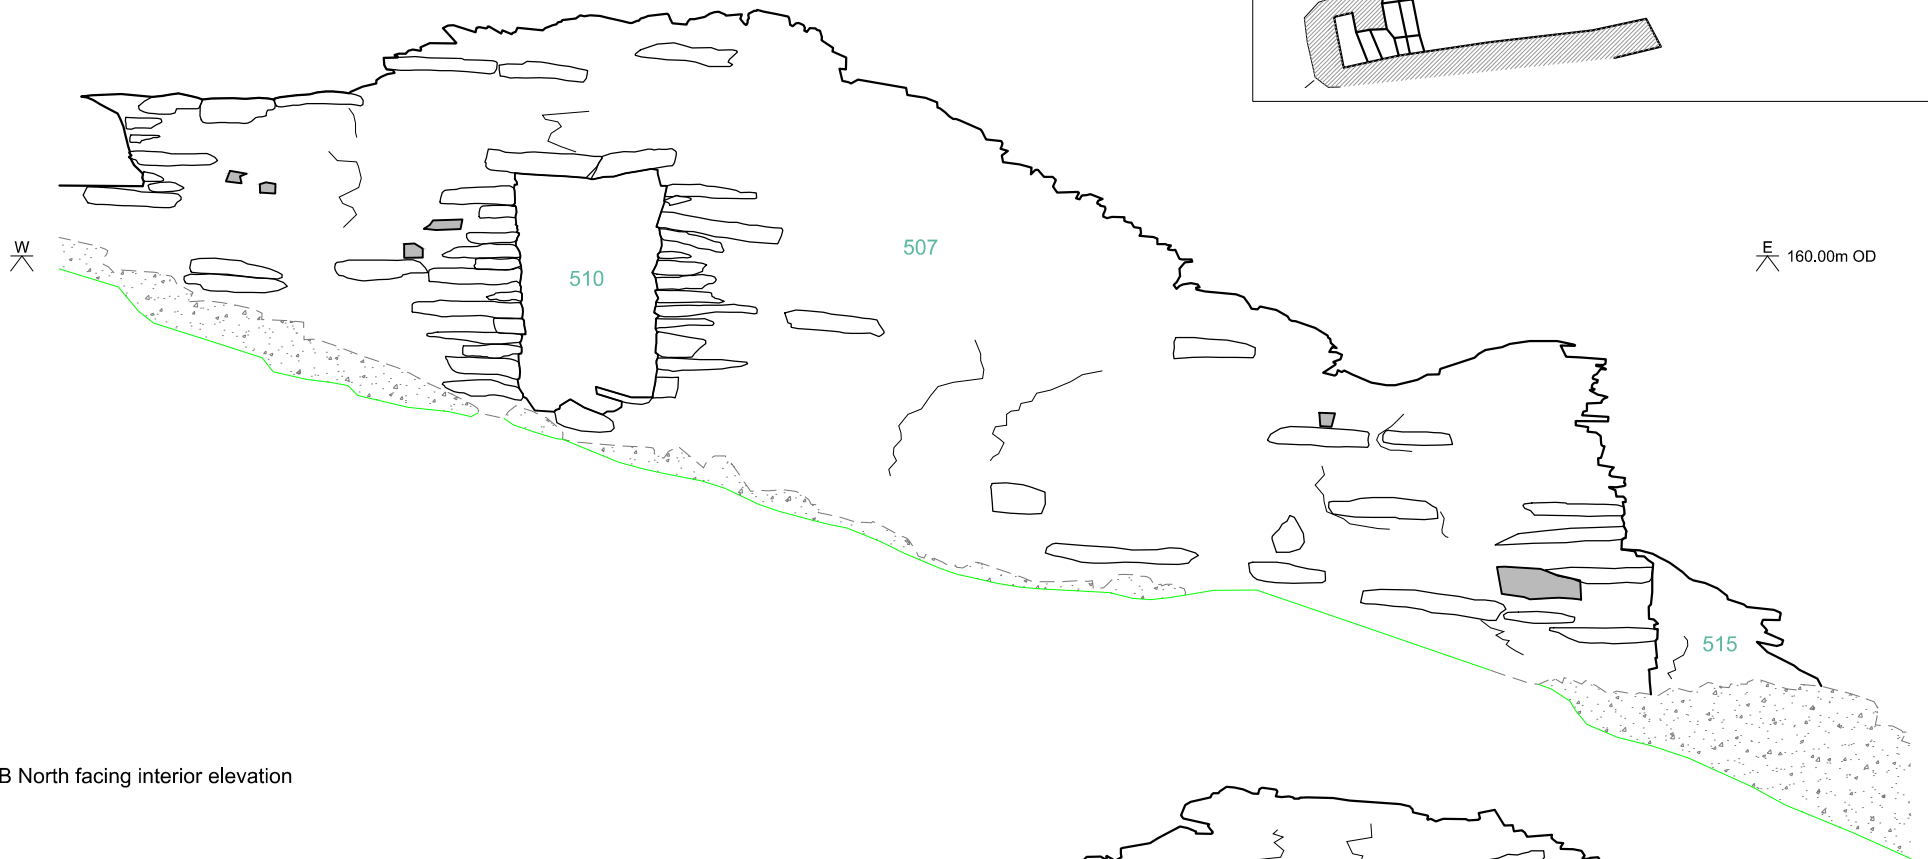 W
507
E
160.00m OD
510
515
B North facing interior elevation